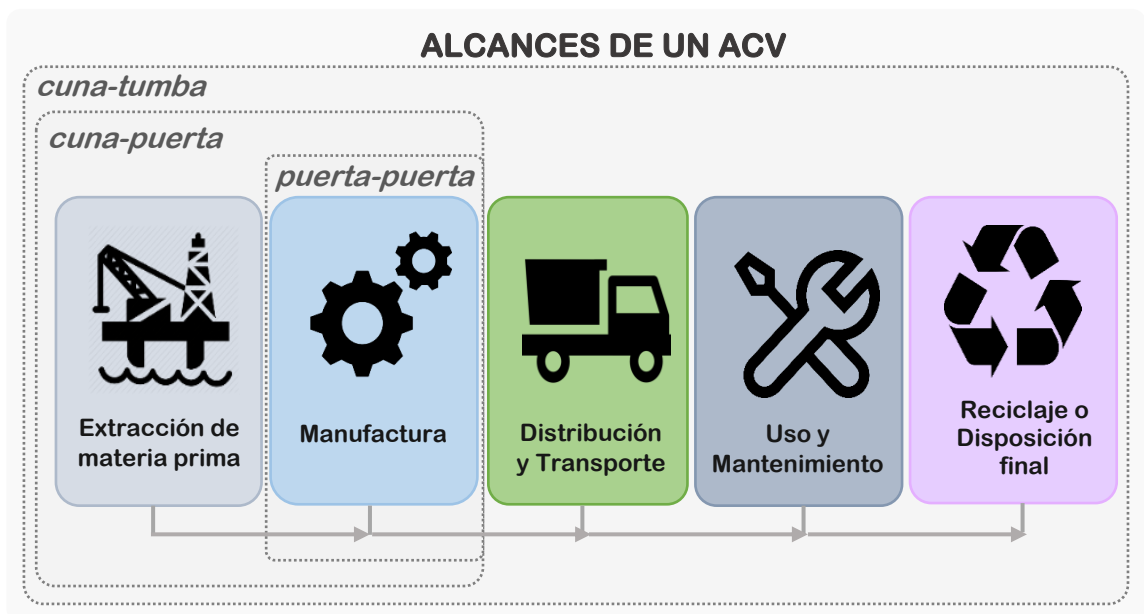 ALCANCES DE UN ACV
cuna-tumba
cuna-puerta
puerta-puerta
Extracción de
materia prima
Manufactura
Distribución
y Transporte
Uso y
Mantenimiento
Reciclaje o
Disposición
final